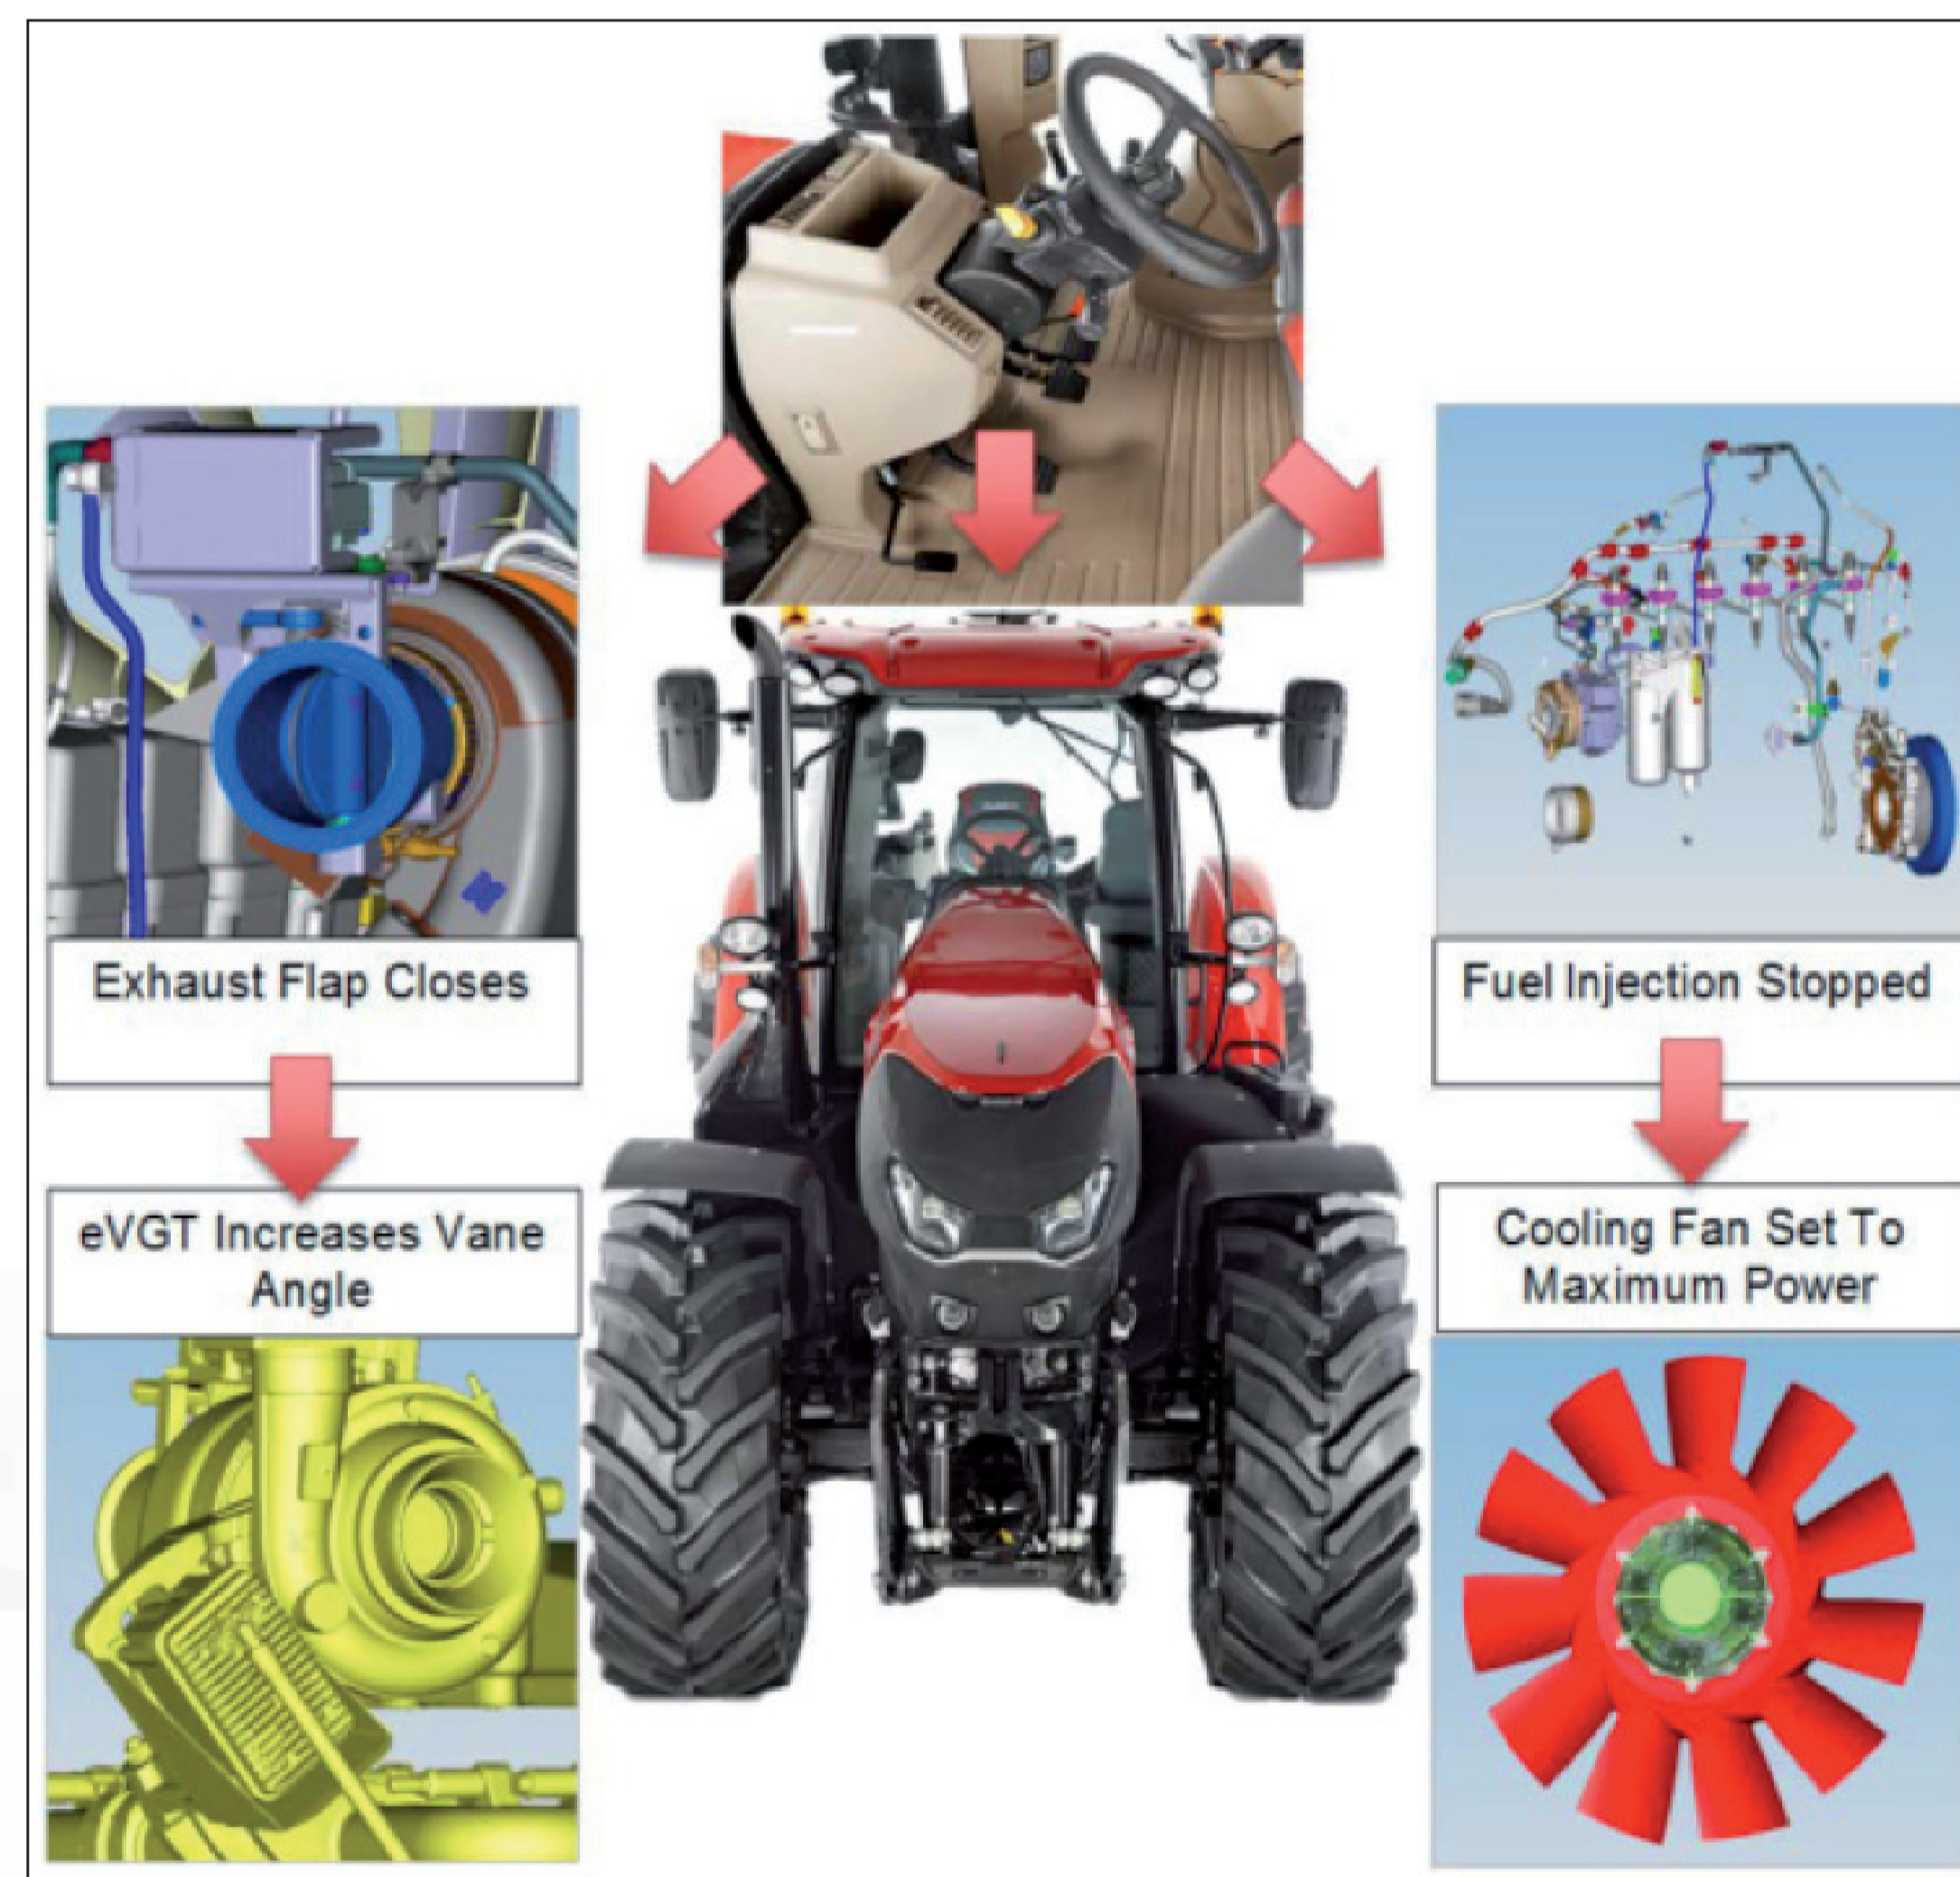 Exhaust Flap Closes
Fuel Injection Stopped
eVGT Increases Vane
Angle
Cooling Fan Set To
Maximum Power